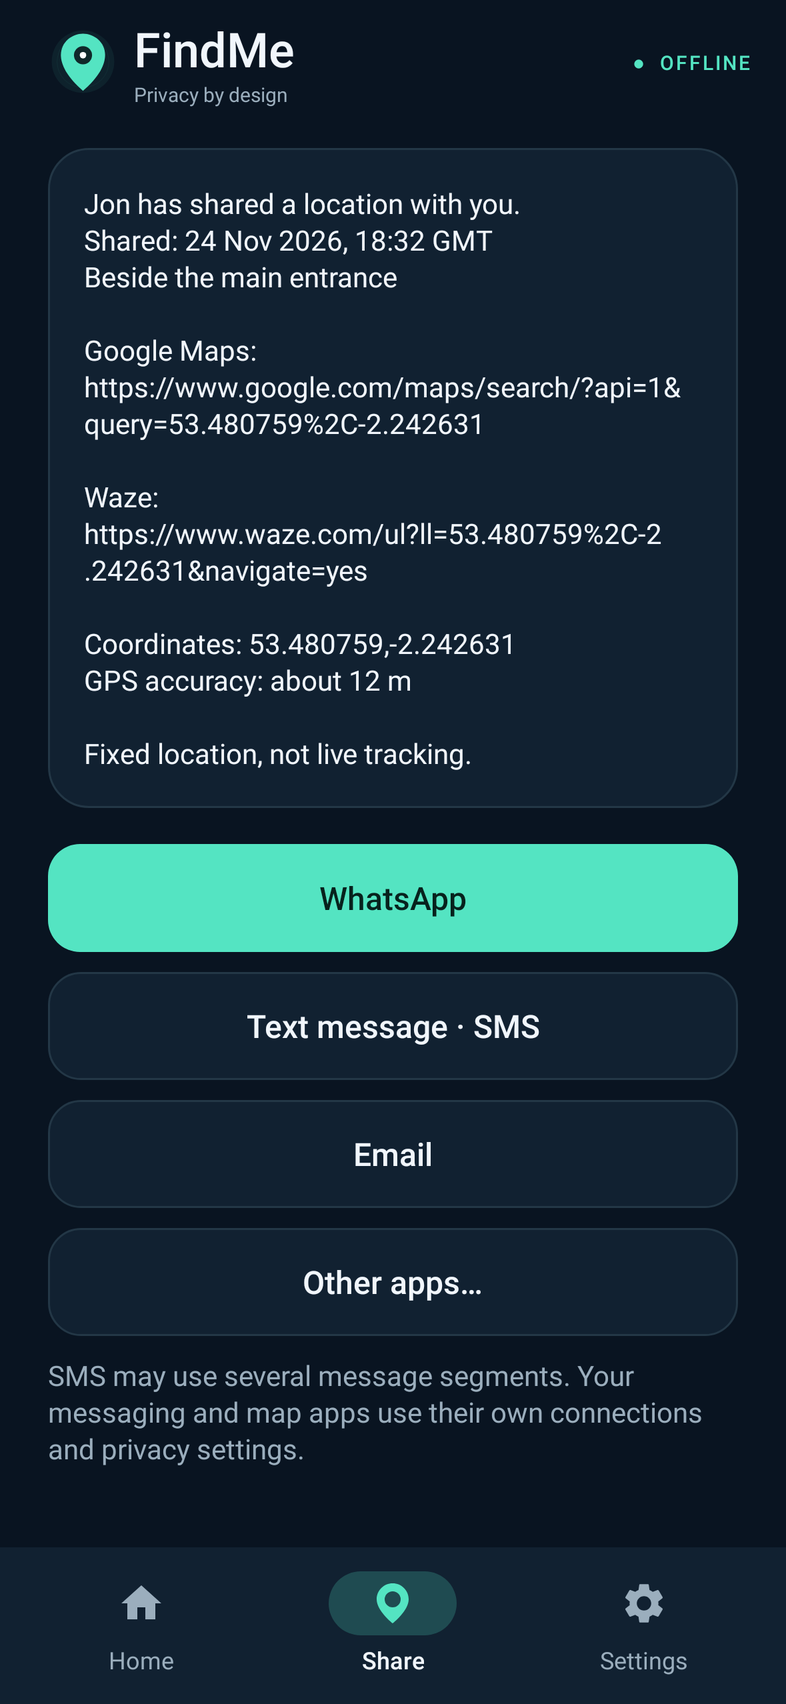 FindMe
Privacy by design
OFFLINE
Jon has shared a location with you.
Shared: 24 Nov 2026, 18:32 GMT
Beside the main entrance
Google Maps:
https://www.google.com/maps/search/?api=1&
query=53.480759%2C-2.242631
Waze:
https://www.waze.com/ul?ll=53.480759%2C-2
.242631&navigate=yes
Coordinates: 53.480759,-2.242631
GPS accuracy: about 12 m
Fixed location, not live tracking.
WhatsApp
Text message · SMS
Email
Other apps…
SMS may use several message segments. Your
messaging and map apps use their own connections
and privacy settings.
Home
Share
Settings